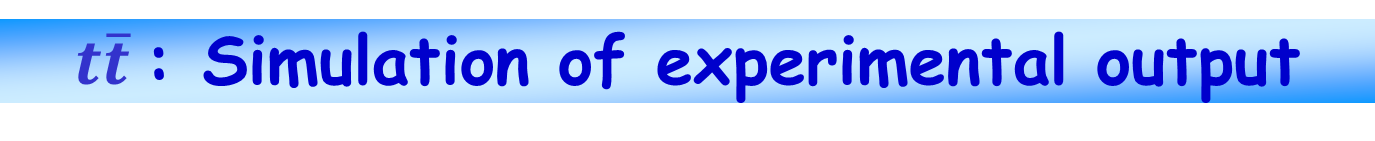 tt̄ : Simulation of experimental output